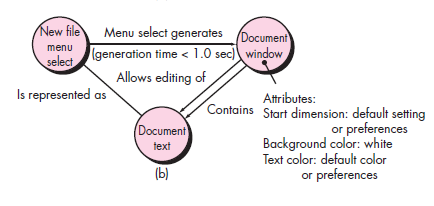 New file
menu
select
Menu select generates
(generation time < 1.0 sec)
Document
window
Allows editing of
Is represented as
Contains
Document
text
Attributes:
Start dimension: default setting
or preferences
Background color: white
Text color: default color
or preferences
(b)